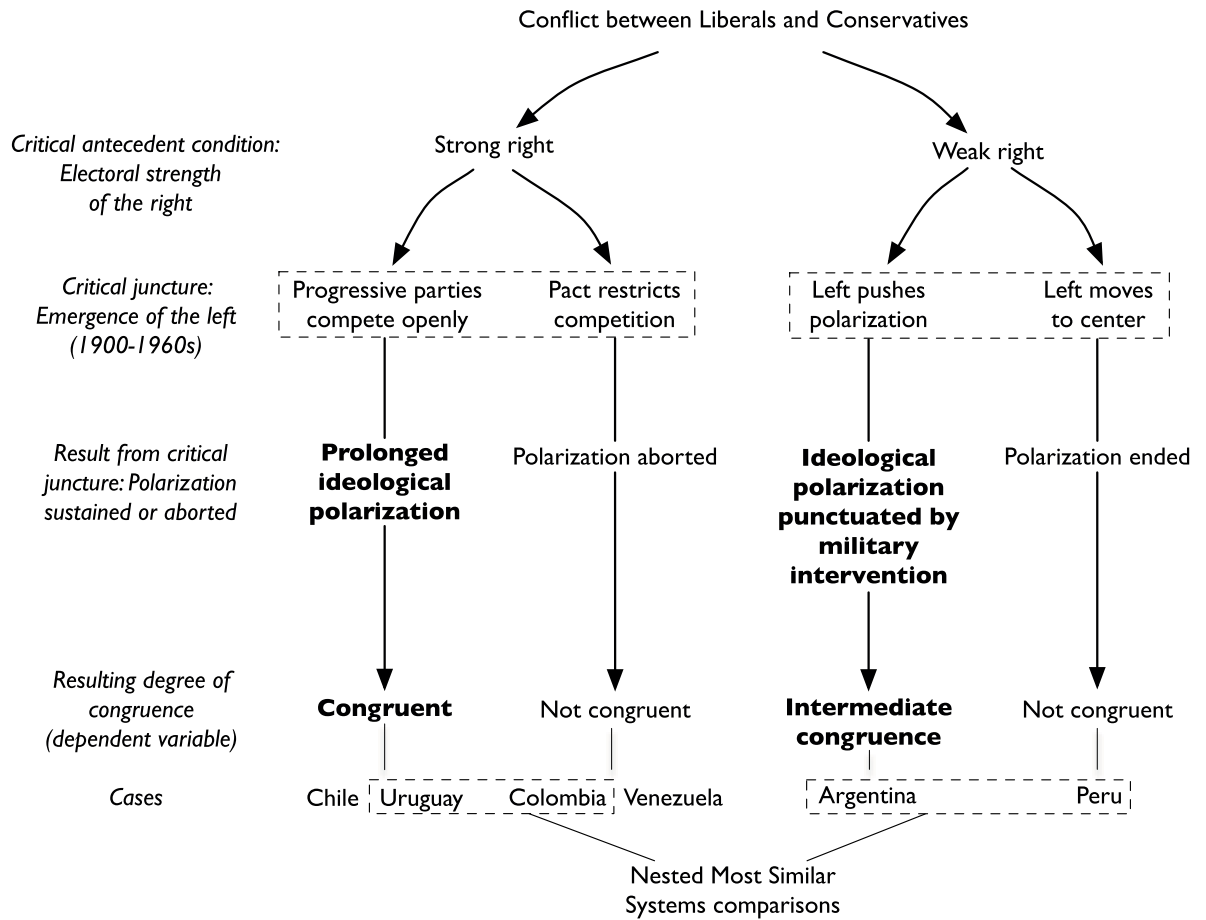 Conflict between Liberals and Conservatives
Critical antecedent condition:
Electoral strength
of the right
Strong right
Weak right
Critical juncture:
Emergence of the left
(1900-1960s)
Progressive parties
compete openly
Pact restricts
competition
Left pushes
polarization
Left moves
to center
Result from critical
juncture: Polarization
sustained or aborted
Prolonged
ideological
polarization
Polarization aborted
Ideological
polarization
punctuated by
military
intervention
Polarization ended
Resulting degree of
congruence
(dependent variable)
Congruent
Not congruent
Intermediate
congruence
Not congruent
Cases
Chile
Uruguay
Colombia
Venezuela
Argentina
Peru
Nested Most Similar
Systems comparisons